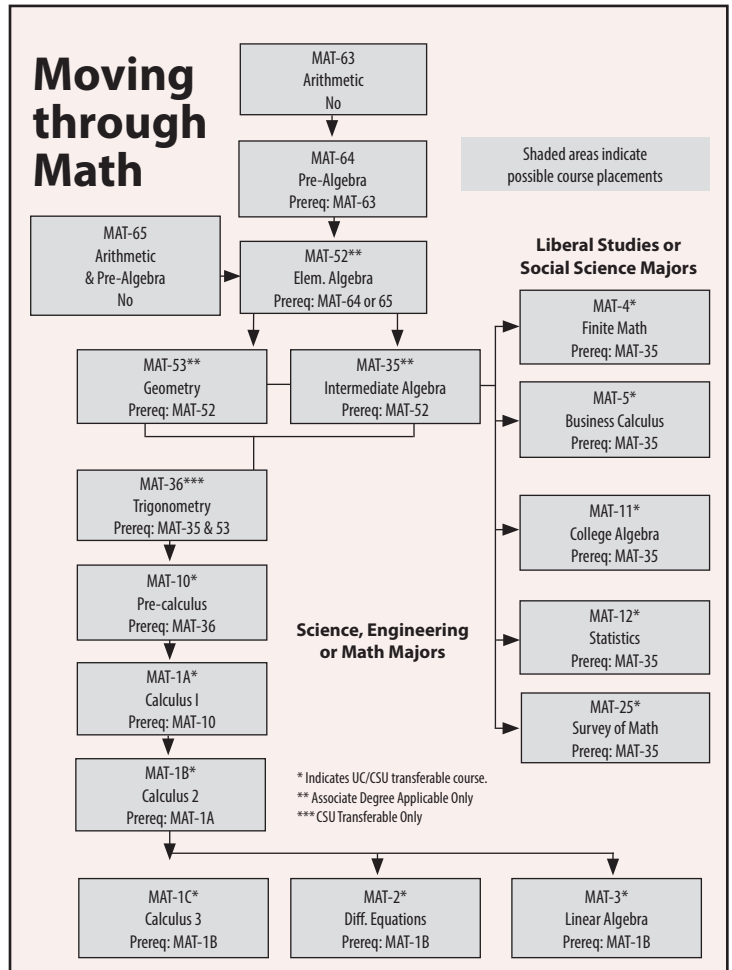 Moving
through
Math
MAT-63
Arithmetic
No
MAT-64
Pre-Algebra
Prereq: MAT-63
Shaded areas indicate
possible course placements
MAT-65
Arithmetic
& Pre-Algebra
No
MAT-52**
Elem. Algebra
Prereq: MAT-64 or 65
Liberal Studies or
Social Science Majors
MAT-4*
Finite Math
Prereq: MAT-35
MAT-53**
Geometry
Prereq: MAT-52
MAT-35**
Intermediate Algebra
Prereq: MAT-52
MAT-5*
Business Calculus
Prereq: MAT-35
MAT-36***
Trigonometry
Prereq: MAT-35 & 53
MAT-11*
College Algebra
Prereq: MAT-35
MAT-10*
Pre-calculus
Prereq: MAT-36
Science, Engineering
or Math Majors
MAT-12*
Statistics
Prereq: MAT-35
MAT-1A*
Calculus I
Prereq: MAT-10
MAT-25*
Survey of Math
Prereq: MAT-35
MAT-1B*
Calculus 2
Prereq: MAT-1A
* Indicates UC/CSU transferable course.
** Associate Degree Applicable Only
*** CSU Transferable Only
MAT-1C*
Calculus 3
Prereq: MAT-1B
MAT-2*
Diff. Equations
Prereq: MAT-1B
MAT-3*
Linear Algebra
Prereq: MAT-1B